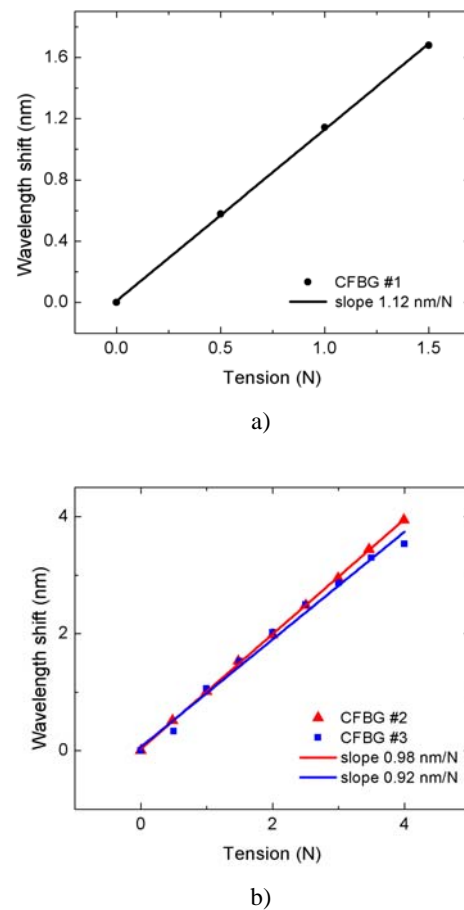 1.6
1.2
0.8
0.4
0.0
Wavelength shift (nm)
CFBG #1
slope 1.12 nm/N
0.0 0.5 1.0 1.5
Tension (N)
a)
4
2
0
Wavelength shift (nm)
CFBG #2
CFBG #3
slope 0.98 nm/N
slope 0.92 nm/N
0 2 4
Tension (N)
b)